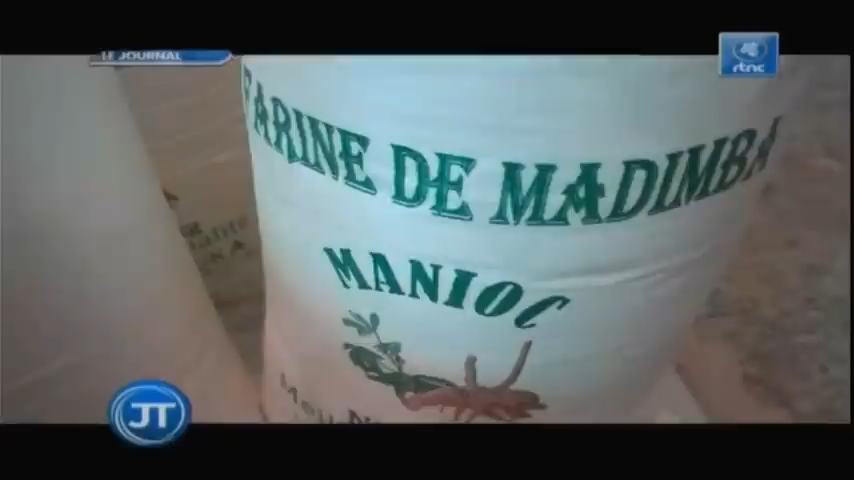 LE JOURNAL
rtnc
FARINE DE MADIMBA
MANIOC
JT